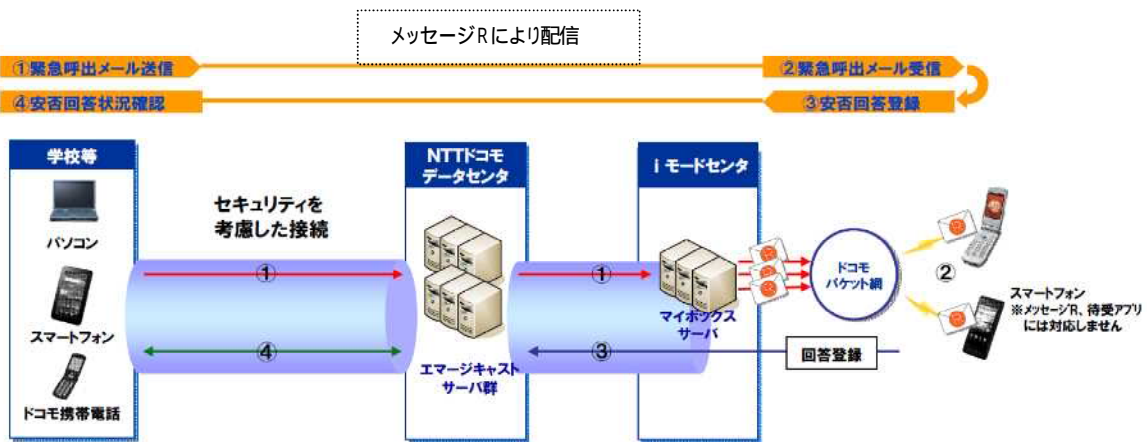 メッセージRにより配信
①緊急呼出メール送信
②緊急呼出メール受信
④安否回答状況確認
③安否回答登録
学校等
パソコン
スマートフォン
ドコモ携帯電話
セキュリティを
考慮した接続
①
④
NTTドコモ
データセンタ
エマージキャスト
サーバ群
①
③
iモードセンタ
マイボックス
サーバ
ドコモ
パケット網
回答登録
②
スマートフォン
※メッセージR、待受アプリ
には対応しません